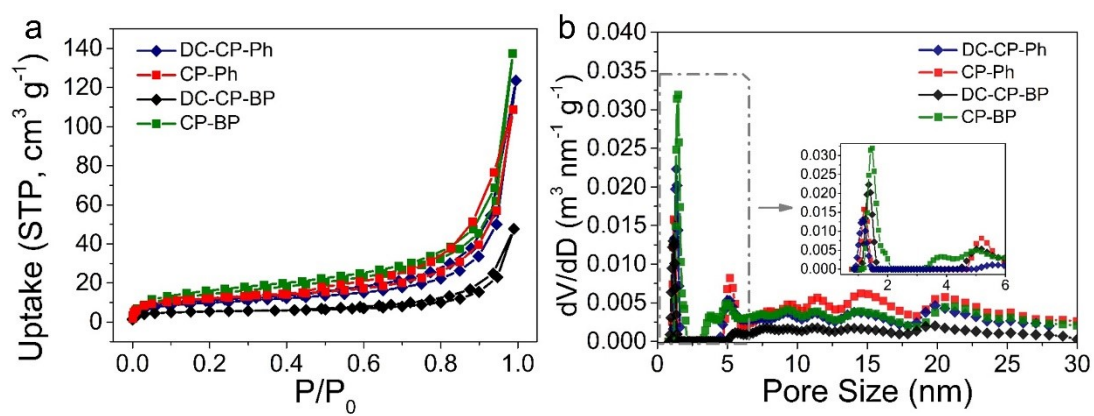 a
Uptake (STP, cm³ g⁻¹)
140
120
100
80
60
40
20
0
DC-CP-Ph
CP-Ph
DC-CP-BP
CP-BP
0.0 0.2 0.4 0.6 0.8 1.0
P/P₀
b
dV/dD (m³ nm⁻¹ g⁻¹)
0.040
0.035
0.030
0.025
0.020
0.015
0.010
0.005
0.000
DC-CP-Ph
CP-Ph
DC-CP-BP
CP-BP
0.030
0.025
0.020
0.015
0.010
0.005
0.000
2 4 6
0 5 10 15 20 25 30
Pore Size (nm)